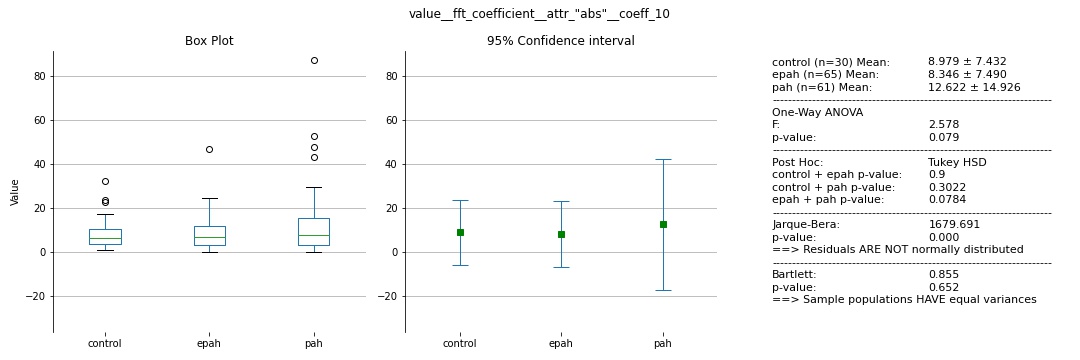 value__fft_coefficient__attr_"abs"__coeff_10
Box Plot
Value
80
60
40
20
0
−20
control epah pah
95% Confidence interval
80
60
40
20
0
−20
control epah pah
control (n=30) Mean: 8.979 ± 7.432
epah (n=65) Mean: 8.346 ± 7.490
pah (n=61) Mean: 12.622 ± 14.926
One-Way ANOVA
F: 2.578
p-value: 0.079
Post Hoc: Tukey HSD
control + epah p-value: 0.9
control + pah p-value: 0.3022
epah + pah p-value: 0.0784
Jarque-Bera: 1679.691
p-value: 0.000
==> Residuals ARE NOT normally distributed
Bartlett: 0.855
p-value: 0.652
==> Sample populations HAVE equal variances